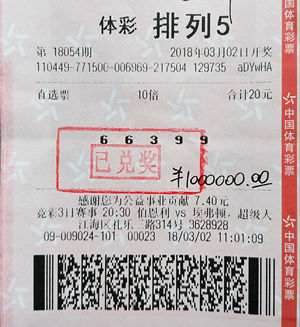 体彩 排列5
第 18054期 2018年03月02日开奖
110449-771500-006969-217504 129735 aDYwHA
直选票 10倍 合计20元
6 6 3 9 9
已兑奖
¥1000000.00
感谢您为公益事业贡献 7.40元
竞彩3日赛事 20:30 伯恩利 vs 埃弗顿，超级人
江海区礼乐二路314号 3628928
09-009024-101 00023 18/03/02 11:01:09
中国体育彩票
中国体育彩票